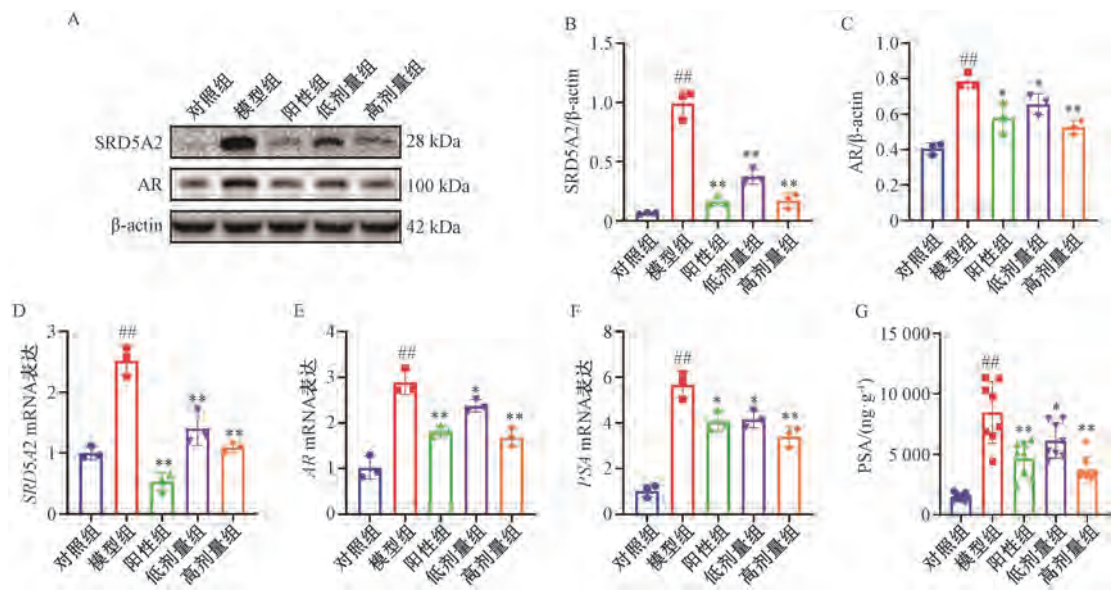 A
对照组
模型组
阳性组
低剂量组
高剂量组
SRD5A2
28 kDa
AR
100 kDa
β-actin
42 kDa
B
SRD5A2/β-actin
1.5
1.0
0.5
0
##
**
**
**
对照组
模型组
阳性组
低剂量组
高剂量组
C
AR/β-actin
1.0
0.8
0.6
0.4
0.2
0
##
*
*
**
对照组
模型组
阳性组
低剂量组
高剂量组
D
SRD5A2 mRNA表达
3
2
1
0
##
**
**
**
对照组
模型组
阳性组
低剂量组
高剂量组
E
AR mRNA表达
4
3
2
1
0
##
**
*
**
对照组
模型组
阳性组
低剂量组
高剂量组
F
PSA mRNA表达
8
6
4
2
0
##
*
*
**
对照组
模型组
阳性组
低剂量组
高剂量组
G
PSA/(ng·g⁻¹)
15 000
10 000
5 000
0
##
**
*
**
对照组
模型组
阳性组
低剂量组
高剂量组